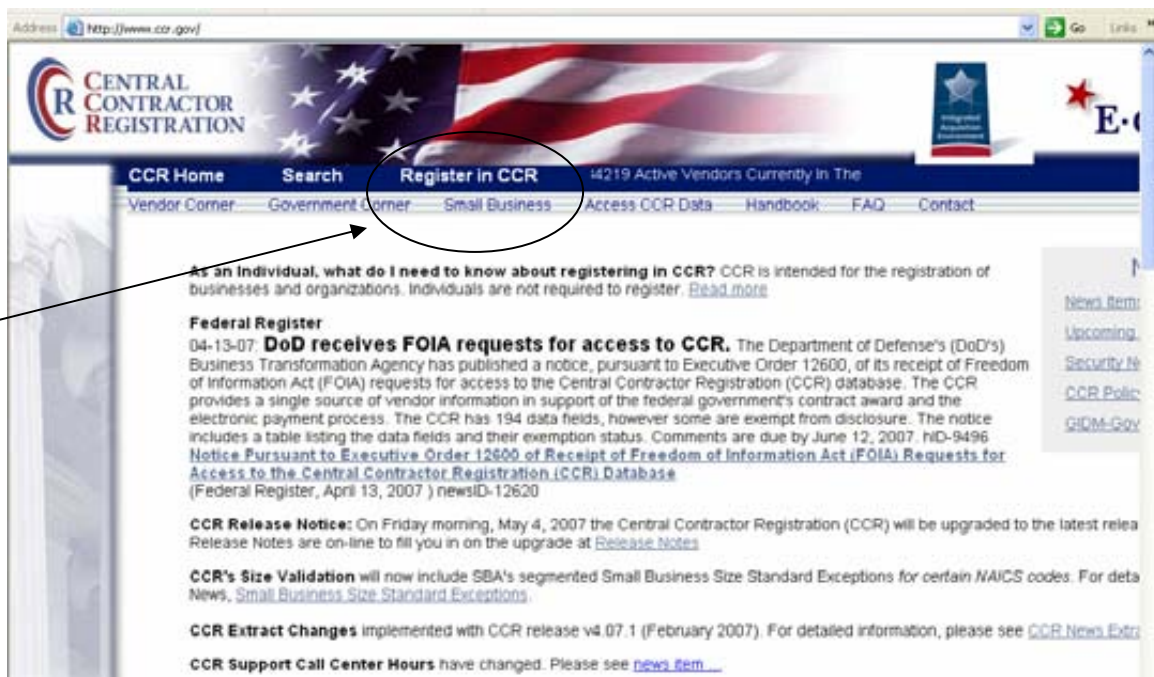 Address http://www.ccr.gov/ Go Links
CENTRAL
CONTRACTOR
REGISTRATION
Integrated
Acquisition
Environment
CCR Home Search Register in CCR 4219 Active Vendors Currently In The
Vendor Corner Government Corner Small Business Access CCR Data Handbook FAQ Contact
As an Individual, what do I need to know about registering in CCR? CCR is intended for the registration of
businesses and organizations. Individuals are not required to register. Read more
Federal Register
04-13-07: DoD receives FOIA requests for access to CCR. The Department of Defense's (DoD's)
Business Transformation Agency has published a notice, pursuant to Executive Order 12600, of its receipt of Freedom
of Information Act (FOIA) requests for access to the Central Contractor Registration (CCR) database. The CCR
provides a single source of vendor information in support of the federal government's contract award and the
electronic payment process. The CCR has 194 data fields, however some are exempt from disclosure. The notice
includes a table listing the data fields and their exemption status. Comments are due by June 12, 2007. hID-9496
Notice Pursuant to Executive Order 12600 of Receipt of Freedom of Information Act (FOIA) Requests for
Access to the Central Contractor Registration (CCR) Database
(Federal Register, April 13, 2007 ) newsID-12620
CCR Release Notice: On Friday morning, May 4, 2007 the Central Contractor Registration (CCR) will be upgraded to the latest relea
Release Notes are on-line to fill you in on the upgrade at Release Notes
CCR's Size Validation will now include SBA's segmented Small Business Size Standard Exceptions for certain NAICS codes. For deta
News, Small Business Size Standard Exceptions.
CCR Extract Changes implemented with CCR release v4.07.1 (February 2007). For detailed information, please see CCR News Extra
CCR Support Call Center Hours have changed. Please see news item ...
News Items
Upcoming
Security N
CCR Policy
GIDM-Gov